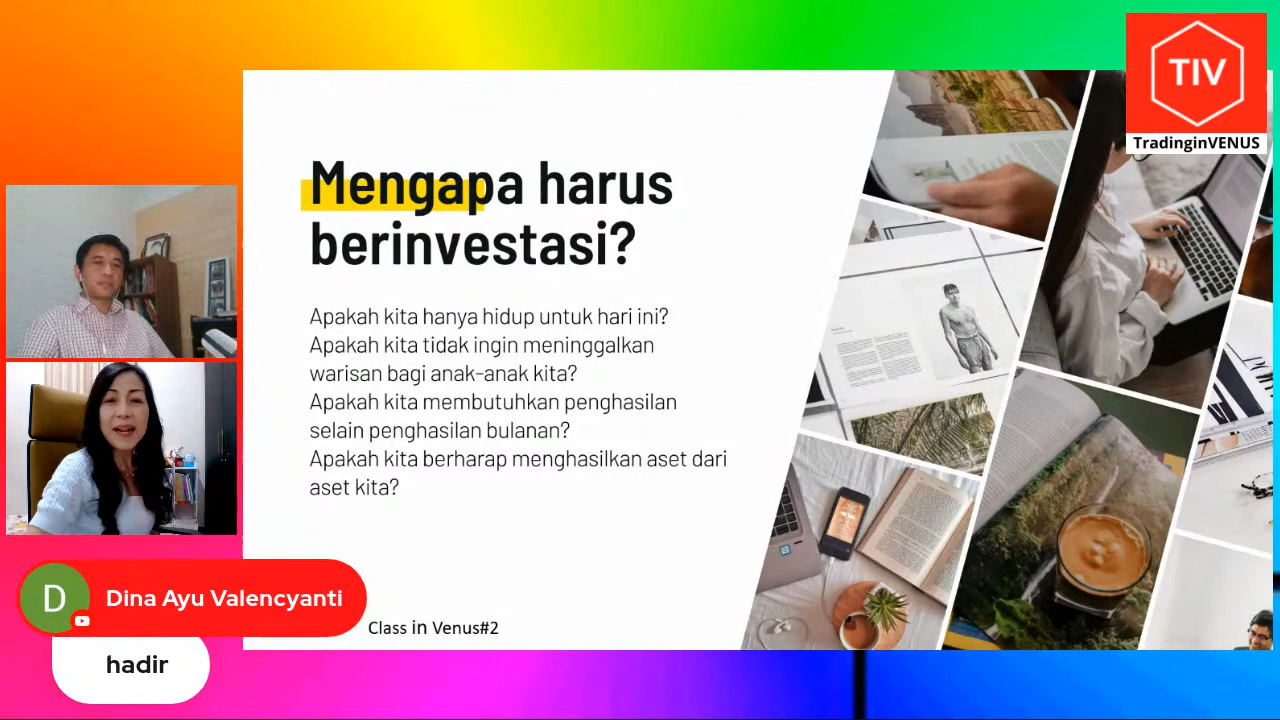 TIV
TradinginVENUS
Mengapa harus
berinvestasi?
Apakah kita hanya hidup untuk hari ini?
Apakah kita tidak ingin meninggalkan
warisan bagi anak-anak kita?
Apakah kita membutuhkan penghasilan
selain penghasilan bulanan?
Apakah kita berharap menghasilkan aset dari
aset kita?
D
Dina Ayu Valencyanti
hadir
Class in Venus#2